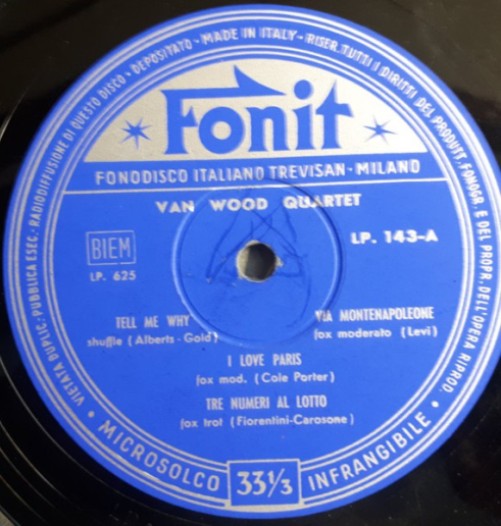 VIETATA DUPLIC. PUBBLICA ESEC. RADIODIFFUSIONE DI QUESTO DISCO - DEPOSITATO - MADE IN ITALY - RISER. TUTTI I DIRITTI DEL PRODUTS. FONOGR. E DEL PROPR. DELL'OPERA RIPROD.
Fonit
FONODISCO ITALIANO TREVISAN - MILANO
VAN WOOD QUARTET
BIEM
LP. 143-A
LP. 625
TELL ME WHY
shuffle (Alberts - Gold)
VIA MONTENAPOLEONE
fox moderato (Levi)
I LOVE PARIS
fox mod. (Cole Porter)
TRE NUMERI AL LOTTO
fox trot (Fiorentini-Carosone)
• MICROSOLCO 33⅓ INFRANGIBILE •